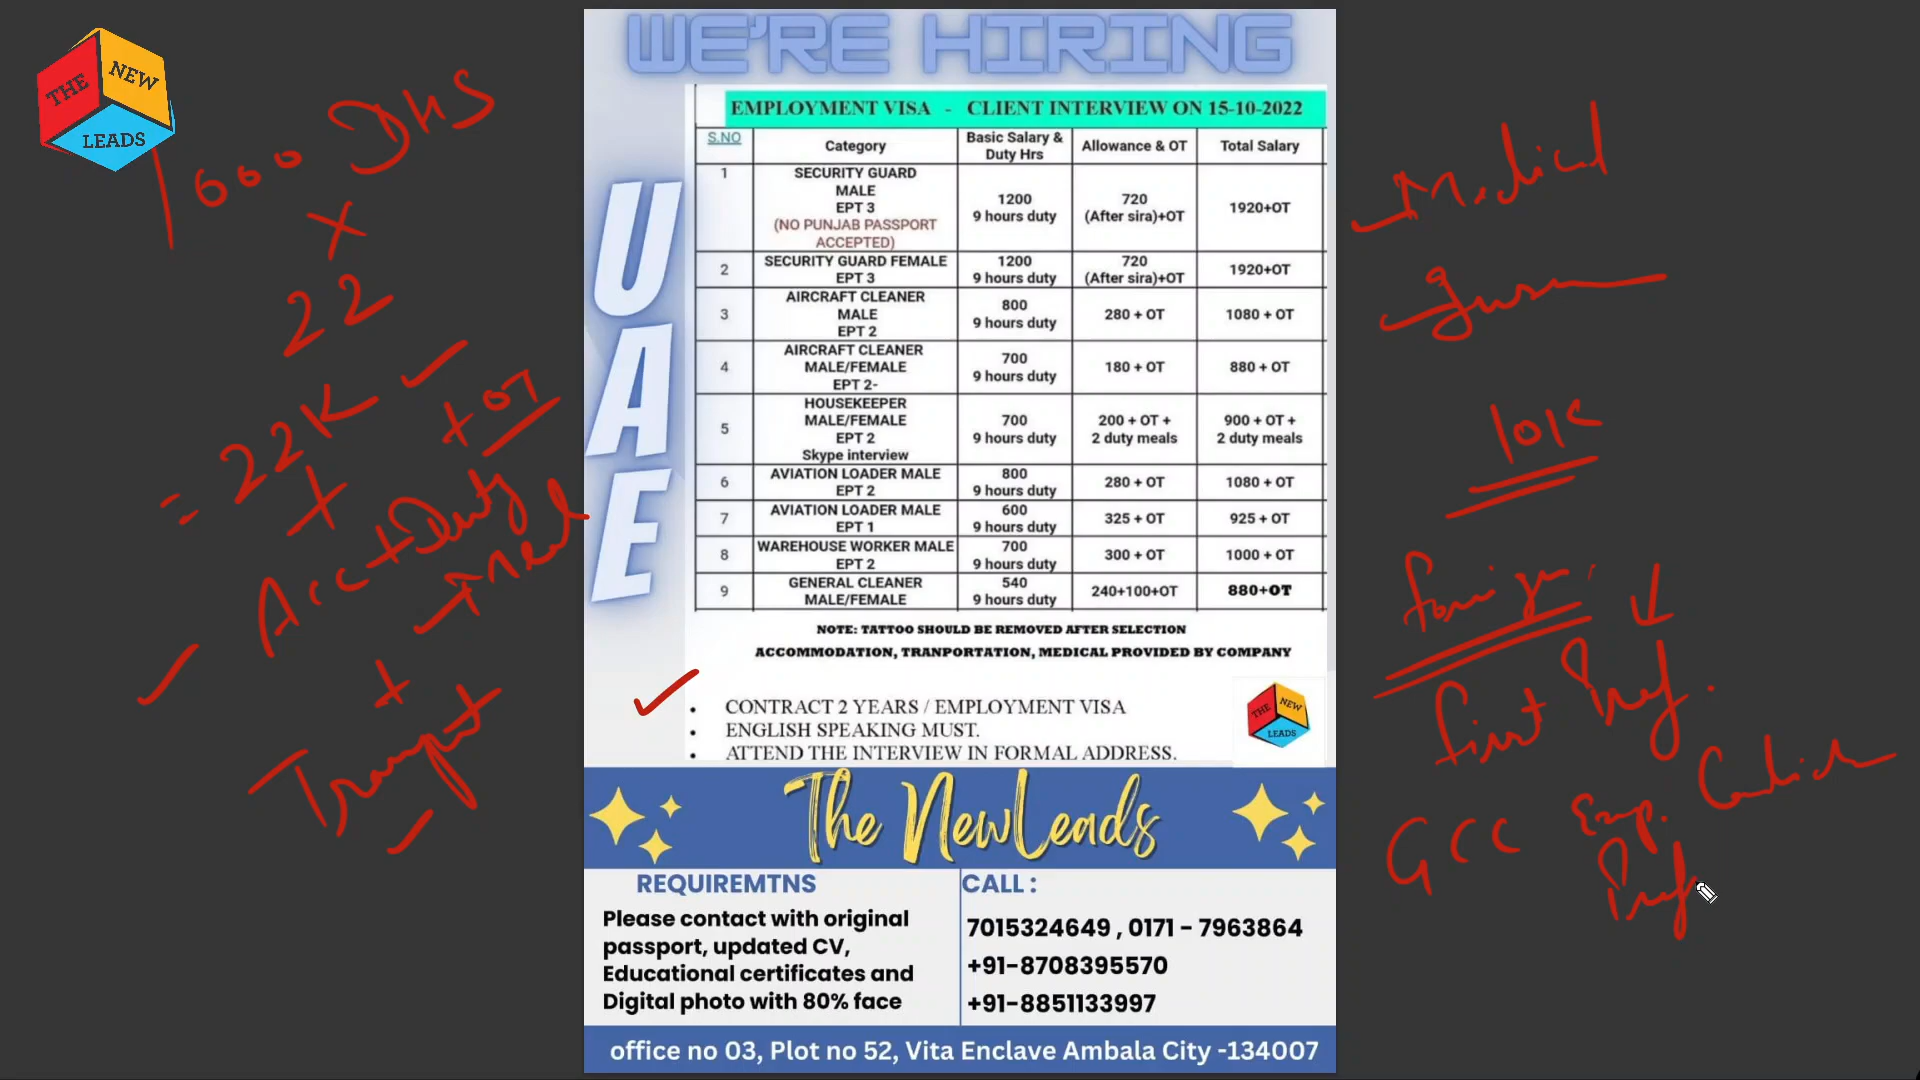 THE
NEW
LEADS
1000 DHS
X
22
= 22K
+ OT
+
Acc + Duty
+
Transport
WE'RE HIRING
UAE
EMPLOYMENT VISA - CLIENT INTERVIEW ON 15-10-2022
S.NO Category Basic Salary & Duty Hrs Allowance & OT Total Salary
1 SECURITY GUARD MALE EPT 3 (NO PUNJAB PASSPORT ACCEPTED) 1200 9 hours duty 720 (After sira)+OT 1920+OT
2 SECURITY GUARD FEMALE EPT 3 1200 9 hours duty 720 (After sira)+OT 1920+OT
3 AIRCRAFT CLEANER MALE EPT 2 800 9 hours duty 280 + OT 1080 + OT
4 AIRCRAFT CLEANER MALE/FEMALE EPT 2- 700 9 hours duty 180 + OT 880 + OT
5 HOUSEKEEPER MALE/FEMALE EPT 2 Skype interview 700 9 hours duty 200 + OT + 2 duty meals 900 + OT + 2 duty meals
6 AVIATION LOADER MALE EPT 2 800 9 hours duty 280 + OT 1080 + OT
7 AVIATION LOADER MALE EPT 1 600 9 hours duty 325 + OT 925 + OT
8 WAREHOUSE WORKER MALE EPT 2 700 9 hours duty 300 + OT 1000 + OT
9 GENERAL CLEANER MALE/FEMALE 540 9 hours duty 240+100+OT 880+OT
NOTE: TATTOO SHOULD BE REMOVED AFTER SELECTION
ACCOMMODATION, TRANPORTATION, MEDICAL PROVIDED BY COMPANY
• CONTRACT 2 YEARS / EMPLOYMENT VISA
• ENGLISH SPEAKING MUST.
• ATTEND THE INTERVIEW IN FORMAL ADDRESS.
THE
NEW
LEADS
The NewLeads
REQUIREMTNS
Please contact with original
passport, updated CV,
Educational certificates and
Digital photo with 80% face
CALL :
7015324649 , 0171 - 7963864
+91-8708395570
+91-8851133997
office no 03, Plot no 52, Vita Enclave Ambala City -134007
Medical
10K
First Pref.
GCC Exp.
Pref